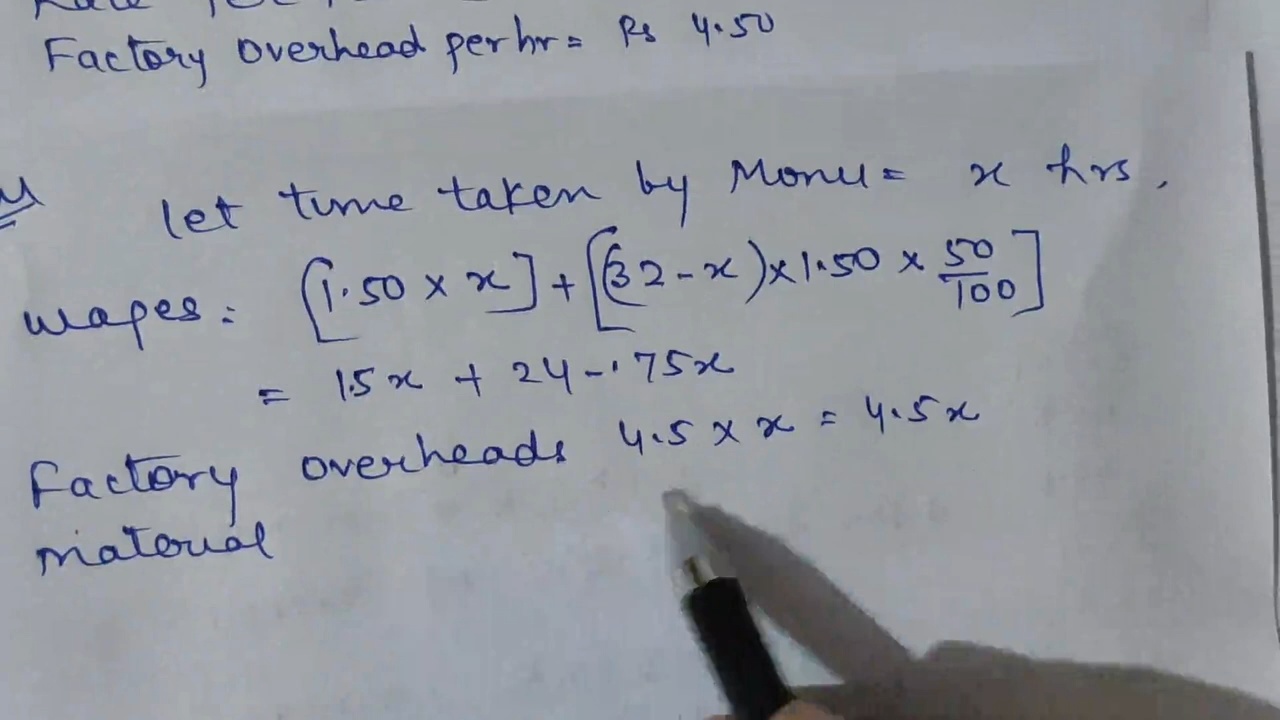 Factory overhead per hr = Rs 4.50
let time taken by Monu = x hrs.
wages = [1.50 × x] + [(32 - x) × 1.50 × 50/100]
= 1.5x + 24 - .75x
Factory overheads 4.5 × x = 4.5x
material